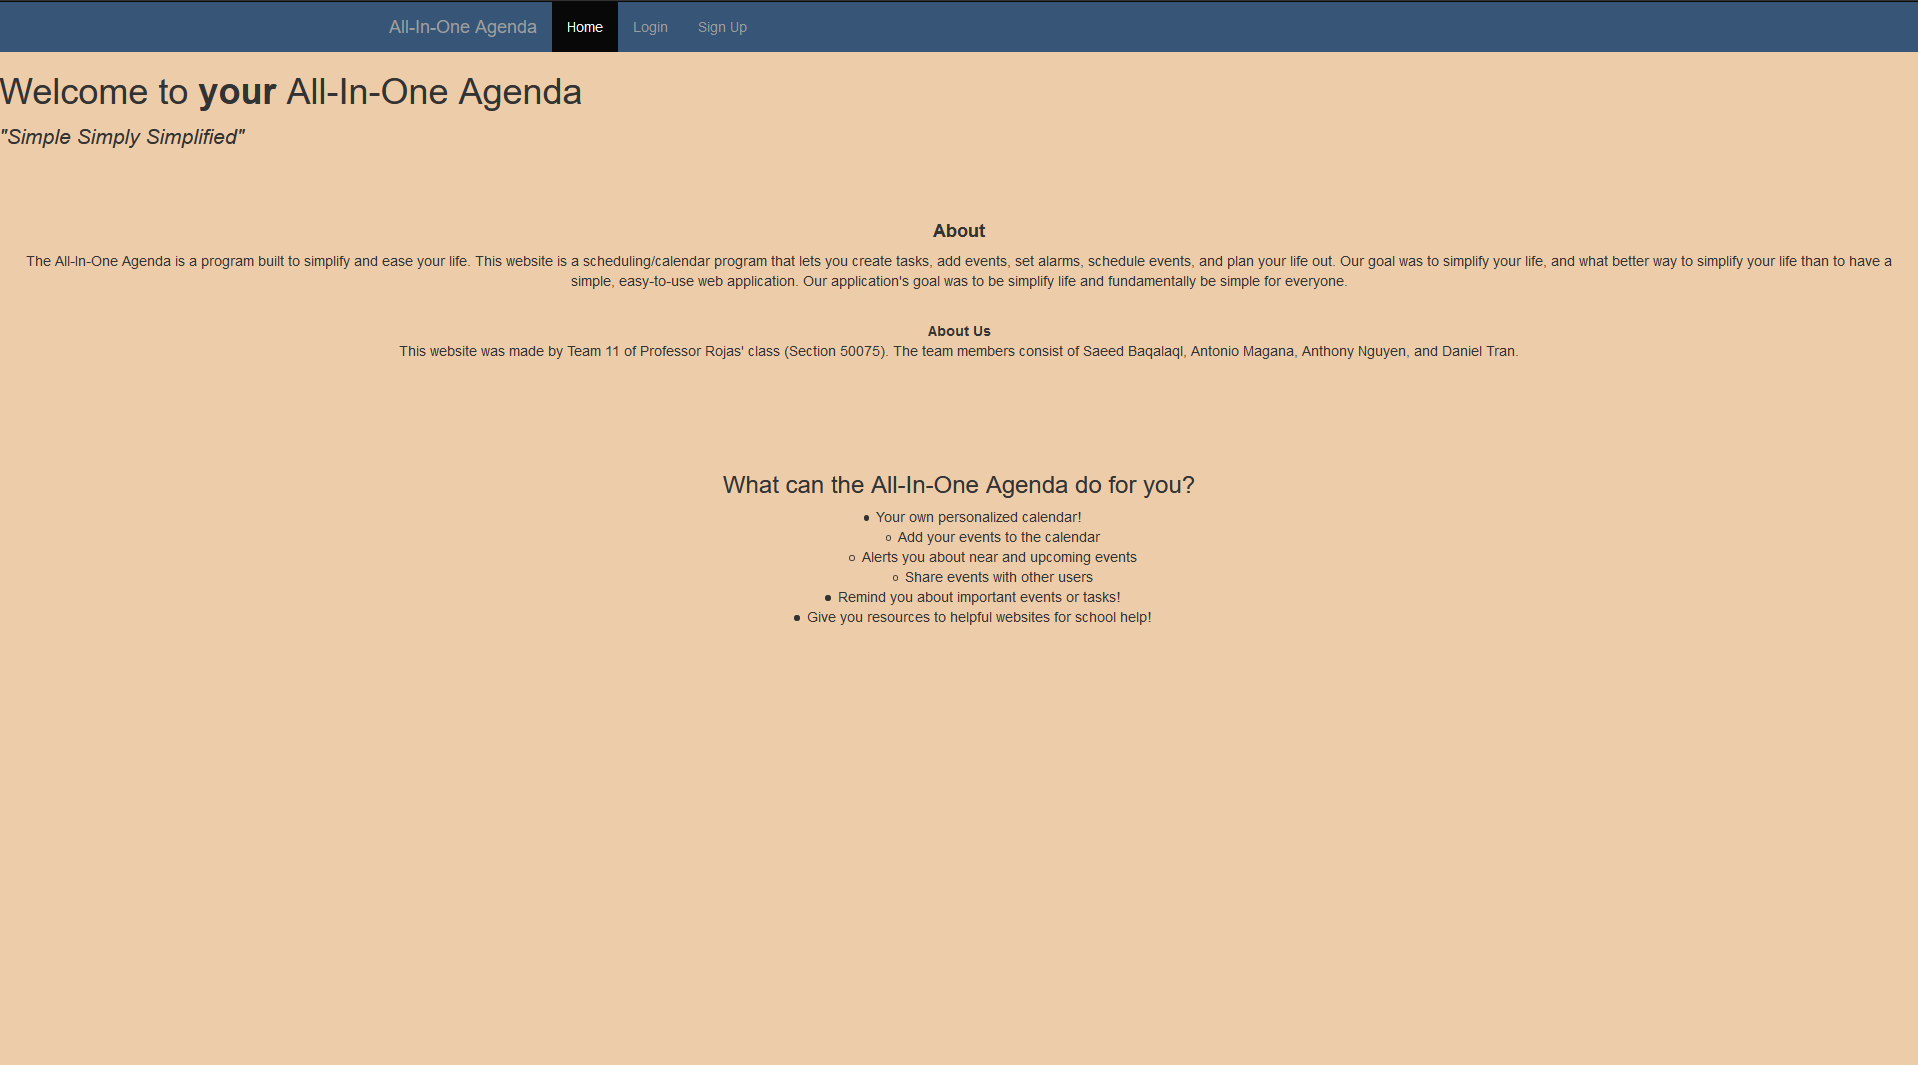 All-In-One Agenda Home Login Sign Up
Welcome to your All-In-One Agenda
"Simple Simply Simplified"
About
The All-In-One Agenda is a program built to simplify and ease your life. This website is a scheduling/calendar program that lets you create tasks, add events, set alarms, schedule events, and plan your life out. Our goal was to simplify your life, and what better way to simplify your life than to have a
simple, easy-to-use web application. Our application's goal was to be simplify life and fundamentally be simple for everyone.
About Us
This website was made by Team 11 of Professor Rojas' class (Section 50075). The team members consist of Saeed Baqalaql, Antonio Magana, Anthony Nguyen, and Daniel Tran.
What can the All-In-One Agenda do for you?
• Your own personalized calendar!
○ Add your events to the calendar
○ Alerts you about near and upcoming events
○ Share events with other users
• Remind you about important events or tasks!
• Give you resources to helpful websites for school help!